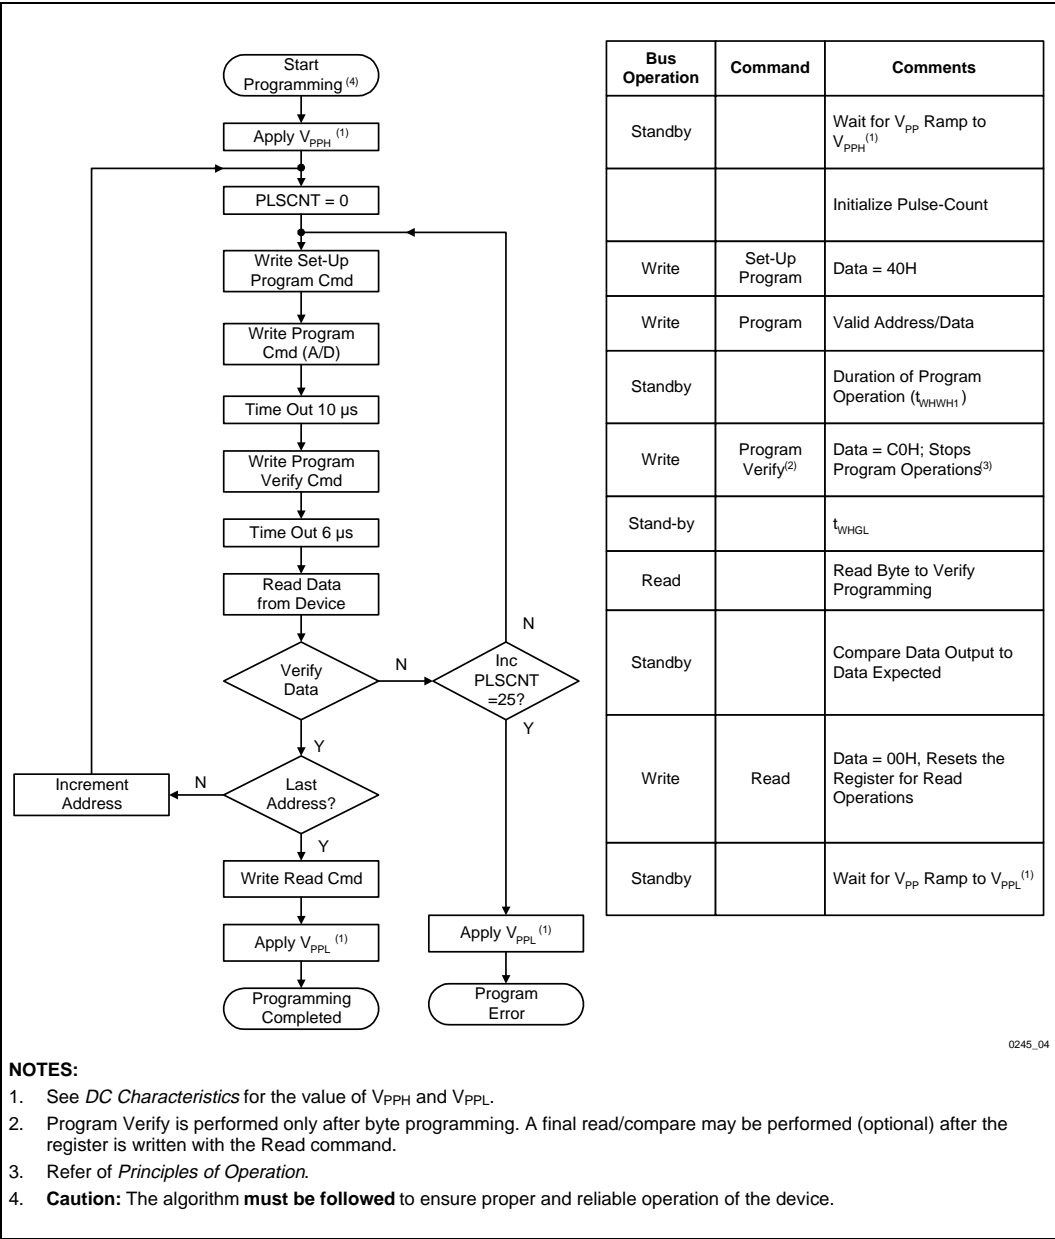 Start
Programming (4)
Apply VPPH (1)
PLSCNT = 0
Write Set-Up
Program Cmd
Write Program
Cmd (A/D)
Time Out 10 µs
Write Program
Verify Cmd
Time Out 6 µs
Read Data
from Device
Verify
Data
N
Inc
PLSCNT
=25?
N
Y
Y
Last
Address?
N
Increment
Address
Y
Write Read Cmd
Apply VPPL (1)
Programming
Completed
Apply VPPL (1)
Program
Error
Bus
Operation
Command
Comments
Standby
Wait for VPP Ramp to
VPPH(1)
Initialize Pulse-Count
Write
Set-Up
Program
Data = 40H
Write
Program
Valid Address/Data
Standby
Duration of Program
Operation (tWHWH1)
Write
Program
Verify(2)
Data = C0H; Stops
Program Operations(3)
Stand-by
tWHGL
Read
Read Byte to Verify
Programming
Standby
Compare Data Output to
Data Expected
Write
Read
Data = 00H, Resets the
Register for Read
Operations
Standby
Wait for VPP Ramp to VPPL(1)
0245_04
NOTES:
1. See DC Characteristics for the value of VPPH and VPPL.
2. Program Verify is performed only after byte programming. A final read/compare may be performed (optional) after the
register is written with the Read command.
3. Refer of Principles of Operation.
4. Caution: The algorithm must be followed to ensure proper and reliable operation of the device.